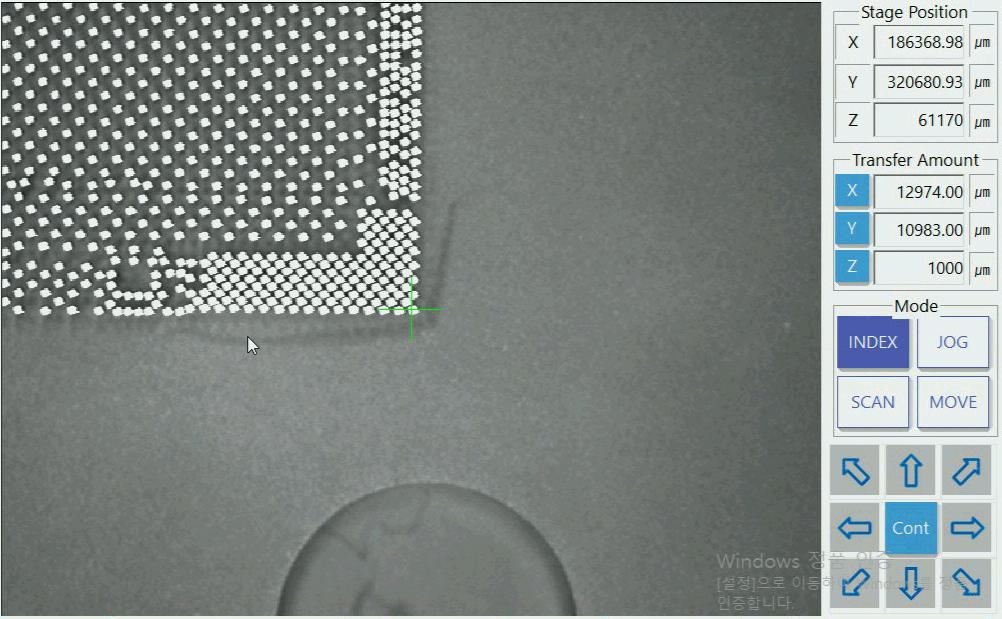 Stage Position
X 186368.98 μm
Y 320680.93 μm
Z 61170 μm
Transfer Amount
X 12974.00 μm
Y 10983.00 μm
Z 1000 μm
Mode
INDEX JOG
SCAN MOVE
Cont
Windows 정품 인증
[설정]으로 이동하여 Windows를 정품
인증합니다.